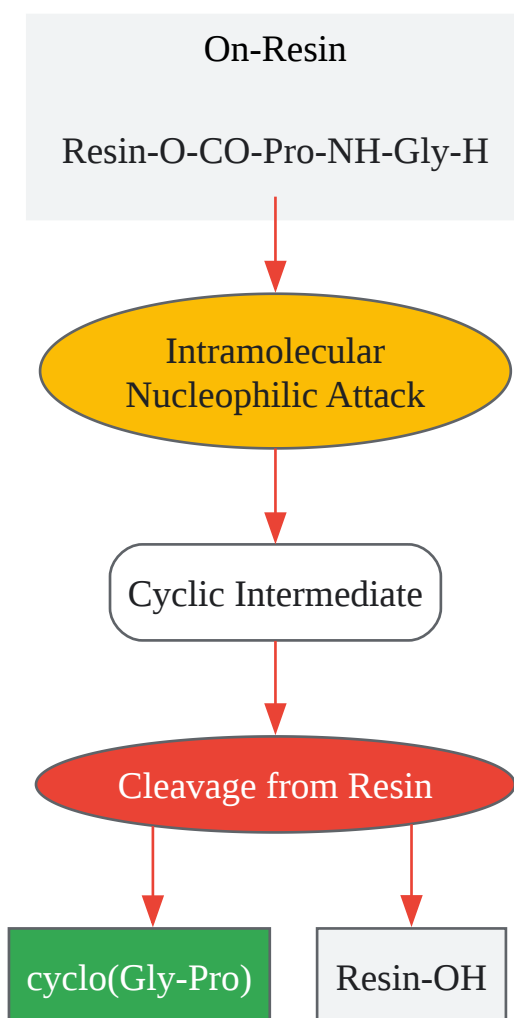 On-Resin
Resin-O-CO-Pro-NH-Gly-H
Intramolecular
Nucleophilic Attack
Cyclic Intermediate
Cleavage from Resin
cyclo(Gly-Pro)
Resin-OH